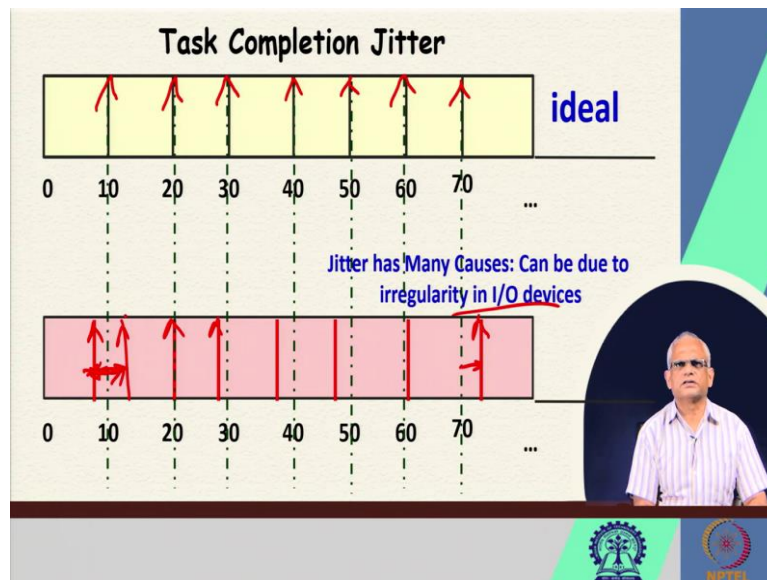 Task Completion Jitter
ideal
0 10 20 30 40 50 60 70 ...
Jitter has Many Causes: Can be due to
irregularity in I/O devices
0 10 20 30 40 50 60 70 ...
NPTEL